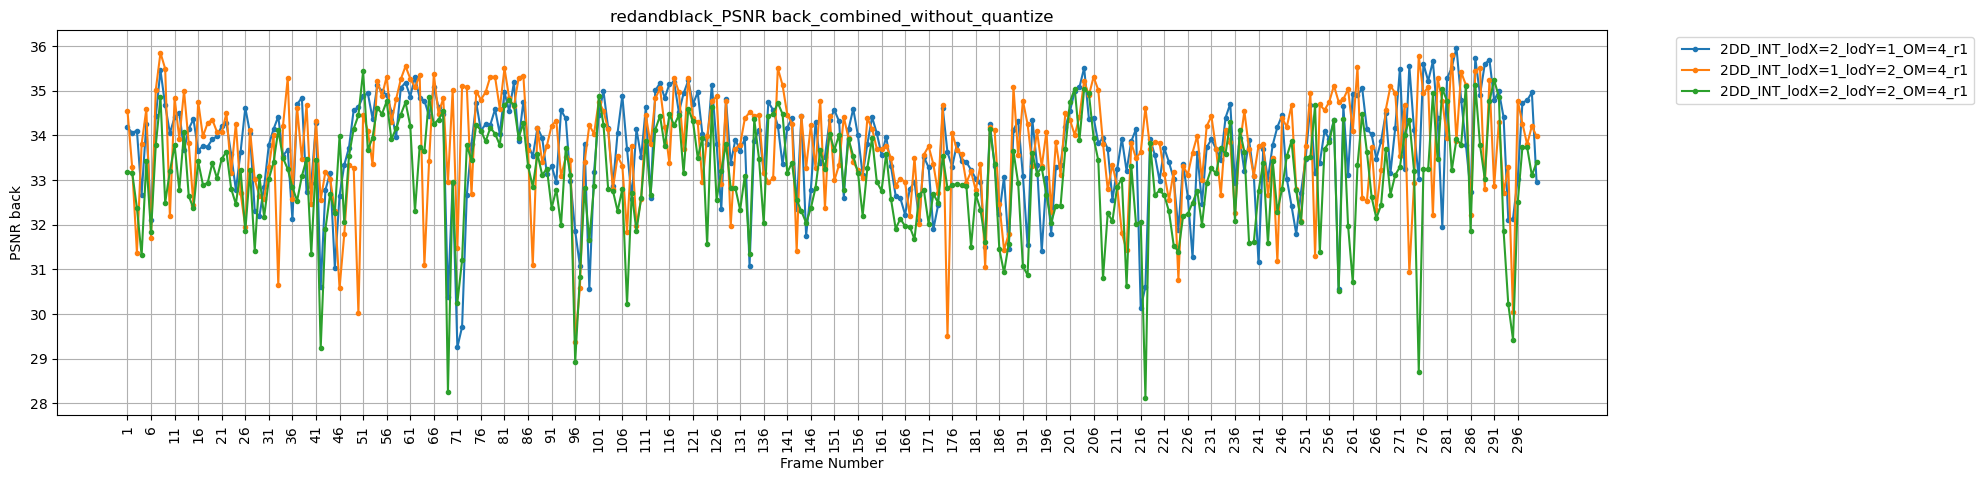 redandblack_PSNR back_combined_without_quantize
2DD_INT_lodX=2_lodY=1_OM=4_r1
2DD_INT_lodX=1_lodY=2_OM=4_r1
2DD_INT_lodX=2_lodY=2_OM=4_r1
PSNR back
36
35
34
33
32
31
30
29
28
1 6 11 16 21 26 31 36 41 46 51 56 61 66 71 76 81 86 91 96 101 106 111 116 121 126 131 136 141 146 151 156 161 166 171 176 181 186 191 196 201 206 211 216 221 226 231 236 241 246 251 256 261 266 271 276 281 286 291 296
Frame Number